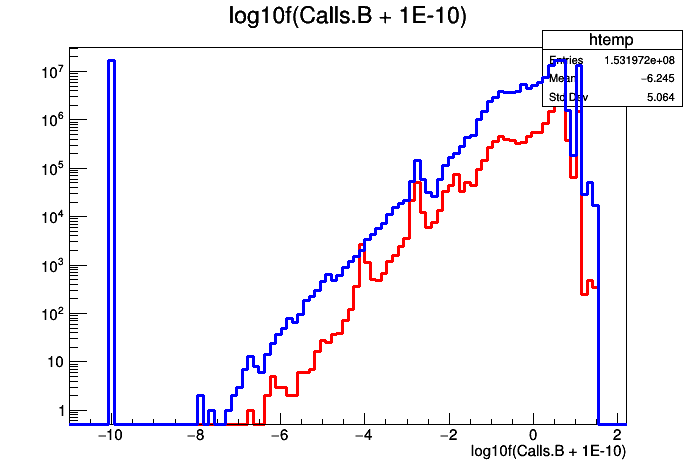 log10f(Calls.B + 1E-10)
htemp
Entries 1.531972e+08
Mean −6.245
Std Dev 5.064
10⁷
10⁶
10⁵
10⁴
10³
10²
10
1
−10 −8 −6 −4 −2 0 2
log10f(Calls.B + 1E-10)